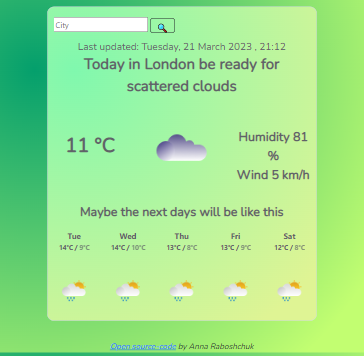 City
Last updated: Tuesday, 21 March 2023 , 21:12
Today in London be ready for
scattered clouds
11 °C
Humidity 81
%
Wind 5 km/h
Maybe the next days will be like this
Tue Wed Thu Fri Sat
14°C / 9°C 14°C / 10°C 13°C / 8°C 13°C / 9°C 12°C / 8°C
Open source-code by Anna Raboshchuk